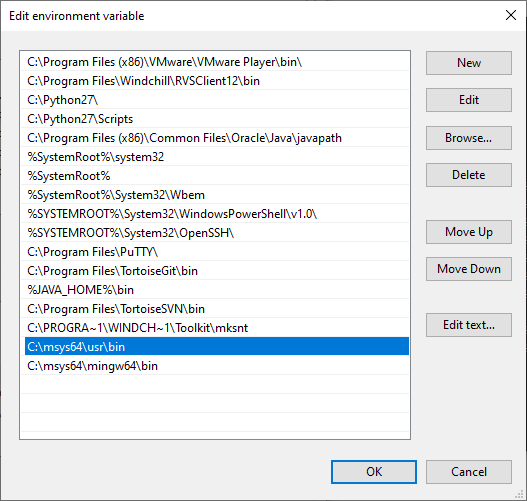 Edit environment variable
C:\Program Files (x86)\VMware\VMware Player\bin\
C:\Program Files\Windchill\RVSClient12\bin
C:\Python27\
C:\Python27\Scripts
C:\Program Files (x86)\Common Files\Oracle\Java\javapath
%SystemRoot%\system32
%SystemRoot%
%SystemRoot%\System32\Wbem
%SYSTEMROOT%\System32\WindowsPowerShell\v1.0\
%SYSTEMROOT%\System32\OpenSSH\
C:\Program Files\PuTTY\
C:\Program Files\TortoiseGit\bin
%JAVA_HOME%\bin
C:\Program Files\TortoiseSVN\bin
C:\PROGRA~1\WINDCH~1\Toolkit\mksnt
C:\msys64\usr\bin
C:\msys64\mingw64\bin
New
Edit
Browse...
Delete
Move Up
Move Down
Edit text...
OK
Cancel